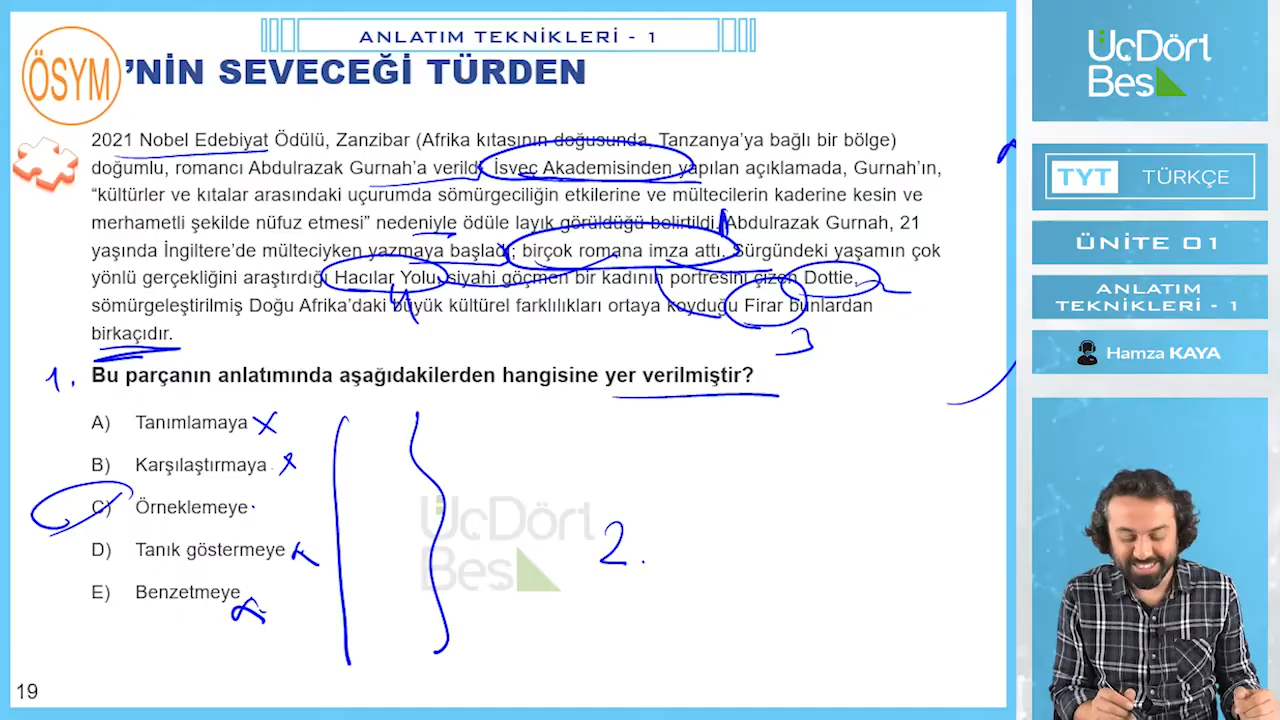 ANLATIM TEKNİKLERİ - 1
ÖSYM'NİN SEVECEĞİ TÜRDEN
2021 Nobel Edebiyat Ödülü, Zanzibar (Afrika kıtasının doğusunda, Tanzanya'ya bağlı bir bölge)
doğumlu, romancı Abdulrazak Gurnah'a verildi. İsveç Akademisinden yapılan açıklamada, Gurnah'ın,
“kültürler ve kıtalar arasındaki uçurumda sömürgeciliğin etkilerine ve mültecilerin kaderine kesin ve
merhametli şekilde nüfuz etmesi” nedeniyle ödüle layık görüldüğü belirtildi. Abdulrazak Gurnah, 21
yaşında İngiltere'de mülteciyken yazmaya başladı; birçok romana imza attı. Sürgündeki yaşamın çok
yönlü gerçekliğini araştırdığı Hacılar Yolu, siyahi göçmen bir kadının portresini çizen Dottie,
sömürgeleştirilmiş Doğu Afrika'daki büyük kültürel farklılıkları ortaya koyduğu Firar bunlardan
birkaçıdır.
1. Bu parçanın anlatımında aşağıdakilerden hangisine yer verilmiştir?
A) Tanımlamaya
B) Karşılaştırmaya
C) Örneklemeye
D) Tanık göstermeye
E) Benzetmeye
2.
3
19
ÜçDört
Beş
ÜçDört
Beş
TYT TÜRKÇE
ÜNİTE 01
ANLATIM
TEKNİKLERİ - 1
Hamza KAYA